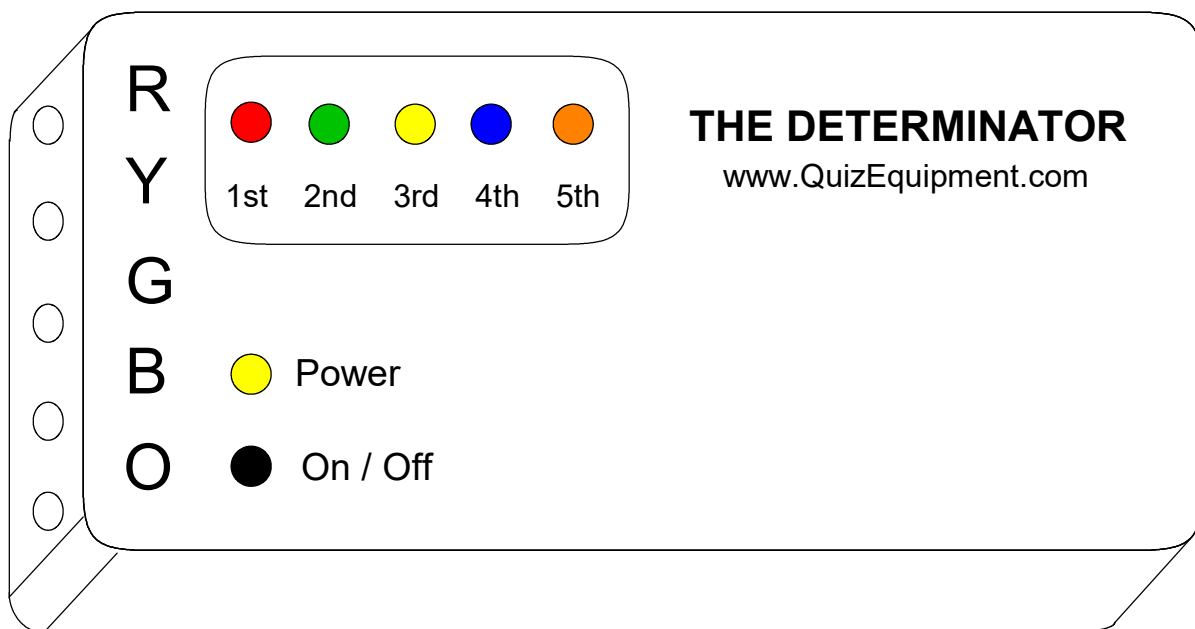 R
Y
G
B
O
1st 2nd 3rd 4th 5th
THE DETERMINATOR
www.QuizEquipment.com
Power
On / Off